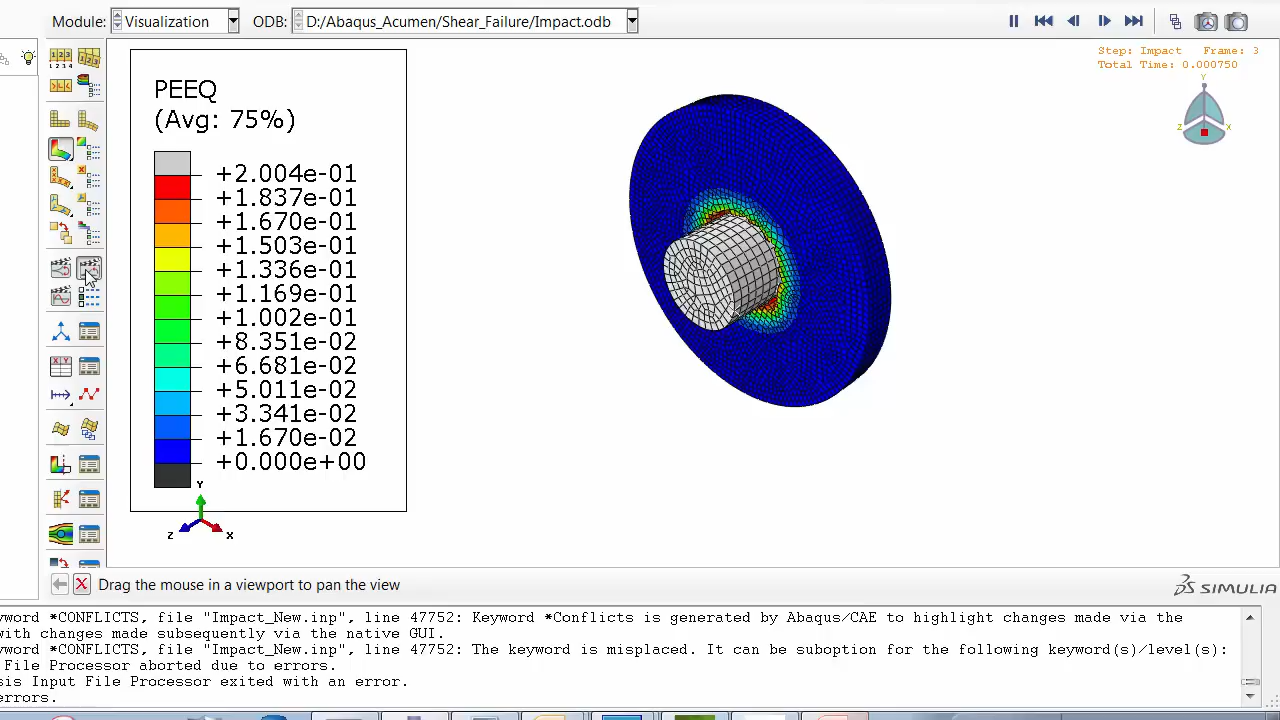 Module: Visualization ODB: D:/Abaqus_Acumen/Shear_Failure/Impact.odb
Step: Impact Frame: 3
Total Time: 0.000750
Y
Z X
PEEQ
(Avg: 75%)
+2.004e-01
+1.837e-01
+1.670e-01
+1.503e-01
+1.336e-01
+1.169e-01
+1.002e-01
+8.351e-02
+6.681e-02
+5.011e-02
+3.341e-02
+1.670e-02
+0.000e+00
Y
Z X
Drag the mouse in a viewport to pan the view
SIMULIA
yword *CONFLICTS, file "Impact_New.inp", line 47752: Keyword *Conflicts is generated by Abaqus/CAE to highlight changes made via the
with changes made subsequently via the native GUI.
yword *CONFLICTS, file "Impact_New.inp", line 47752: The keyword is misplaced. It can be suboption for the following keyword(s)/level(s):
File Processor aborted due to errors.
sis Input File Processor exited with an error.
errors.